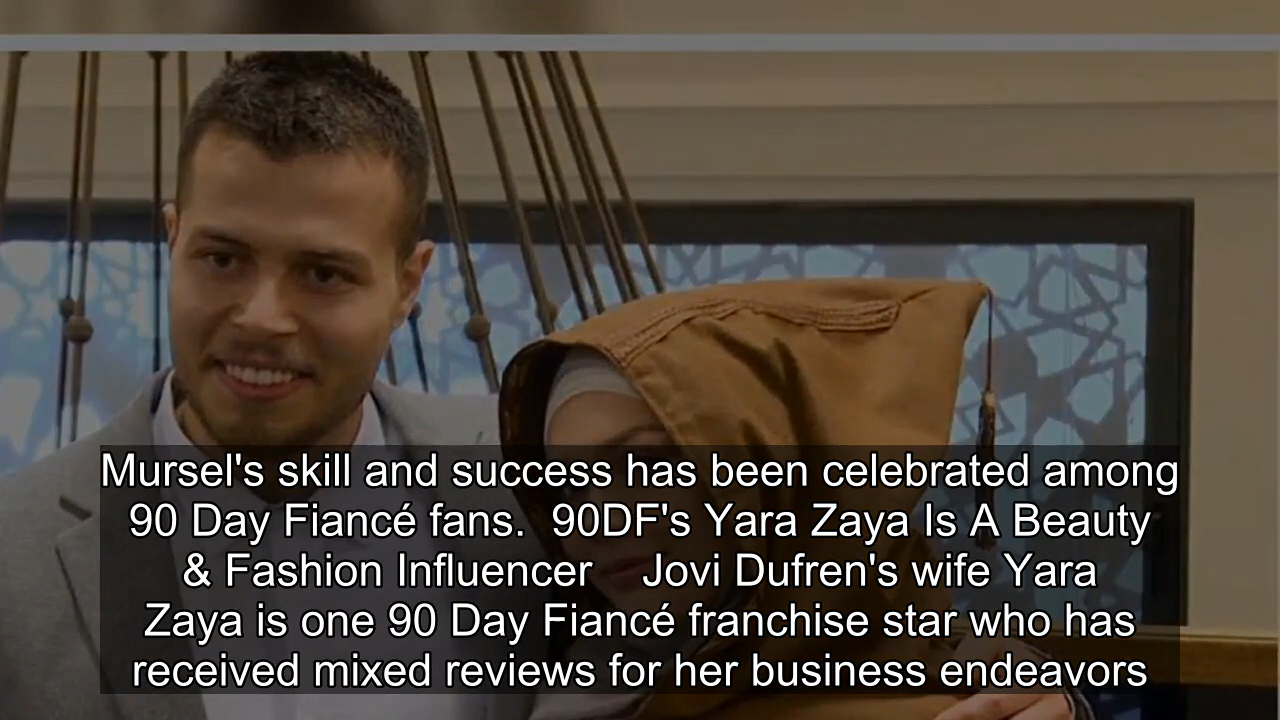 Mursel's skill and success has been celebrated among
90 Day Fiancé fans.  90DF's Yara Zaya Is A Beauty
& Fashion Influencer    Jovi Dufren's wife Yara
Zaya is one 90 Day Fiancé franchise star who has
received mixed reviews for her business endeavors